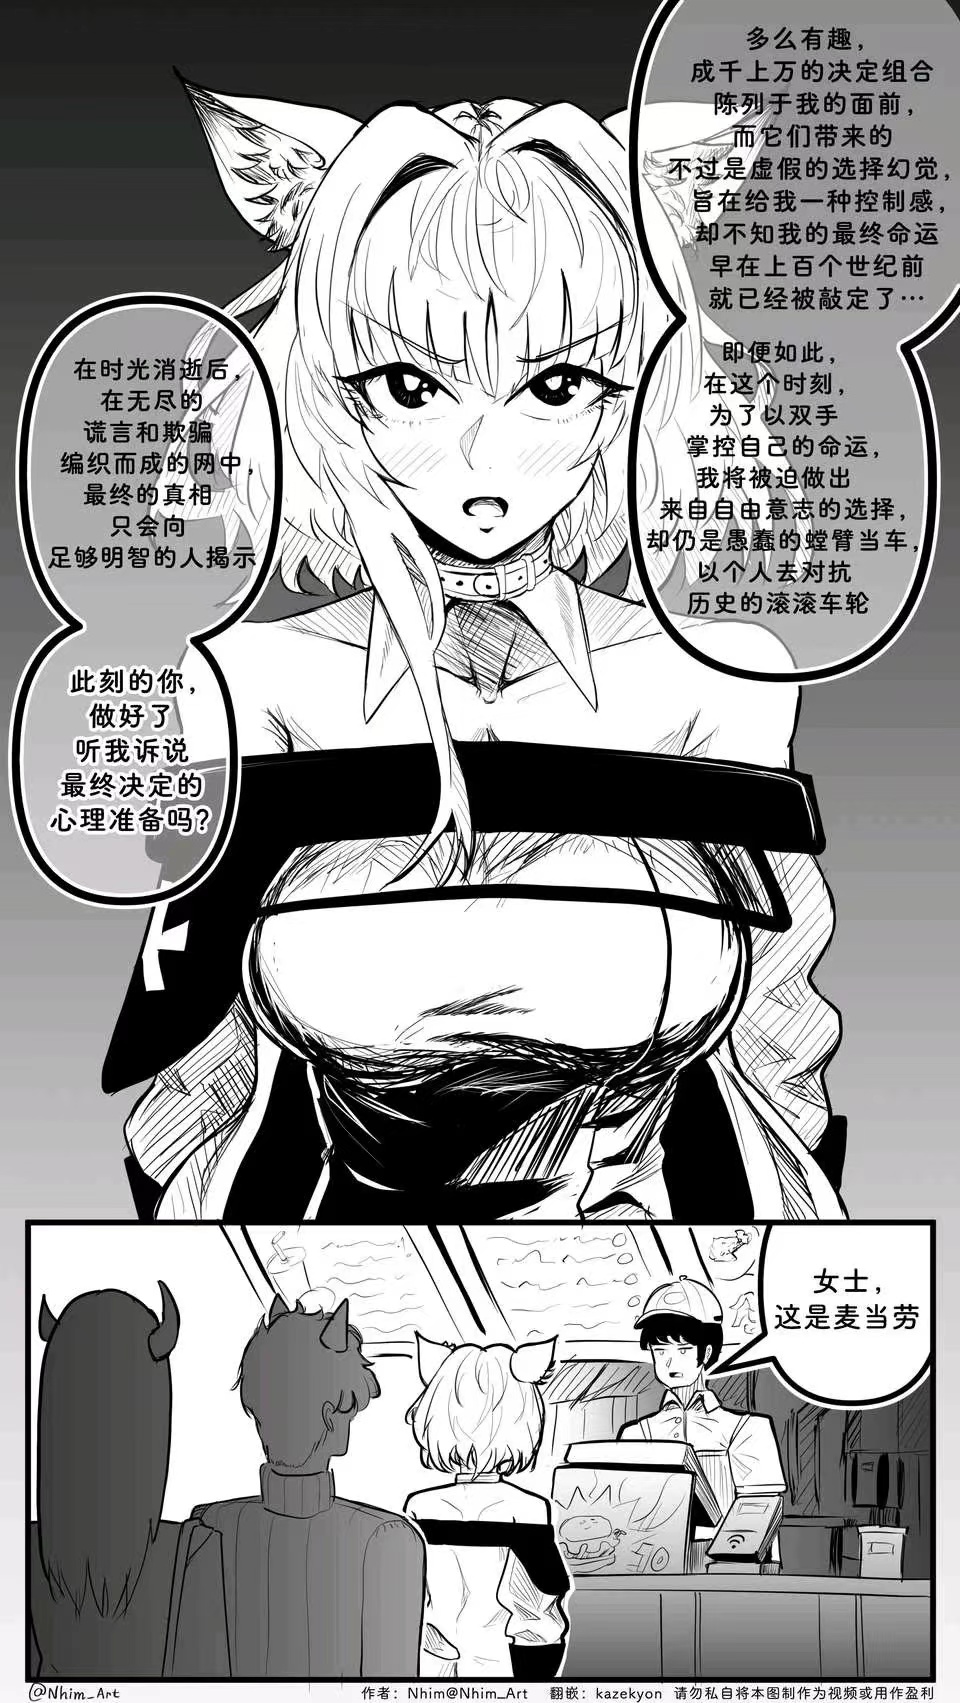 多么有趣，
成千上万的决定组合
陈列于我的面前，
而它们带来的
不过是虚假的选择幻觉，
旨在给我一种控制感，
却不知我的最终命运
早在上百个世纪前
就已经被敲定了…
即便如此，
在这个时刻，
为了以双手
掌控自己的命运，
我将被迫做出
来自自由意志的选择，
却仍是愚蠢的螳臂当车，
以个人去对抗
历史的滚滚车轮
在时光消逝后，
在无尽的
谎言和欺骗
编织而成的网中，
最终的真相
只会向
足够明智的人揭示
此刻的你，
做好了
听我诉说
最终决定的
心理准备吗？
女士，
这是麦当劳
10
@Nhim_Art
作者：Nhim@Nhim_Art 翻嵌：kazekyon 请勿私自将本图制作为视频或用作盈利